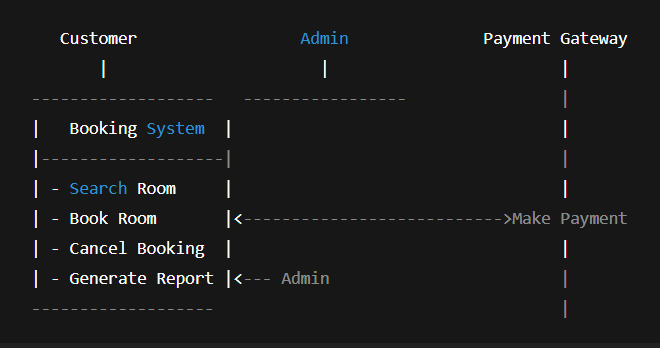 Customer Admin Payment Gateway
| | |
------------------- ----------------- |
| Booking System | |
|--------------------| |
| - Search Room | |
| - Book Room |<---------------------------->Make Payment
| - Cancel Booking | |
| - Generate Report |<--- Admin |
------------------- |